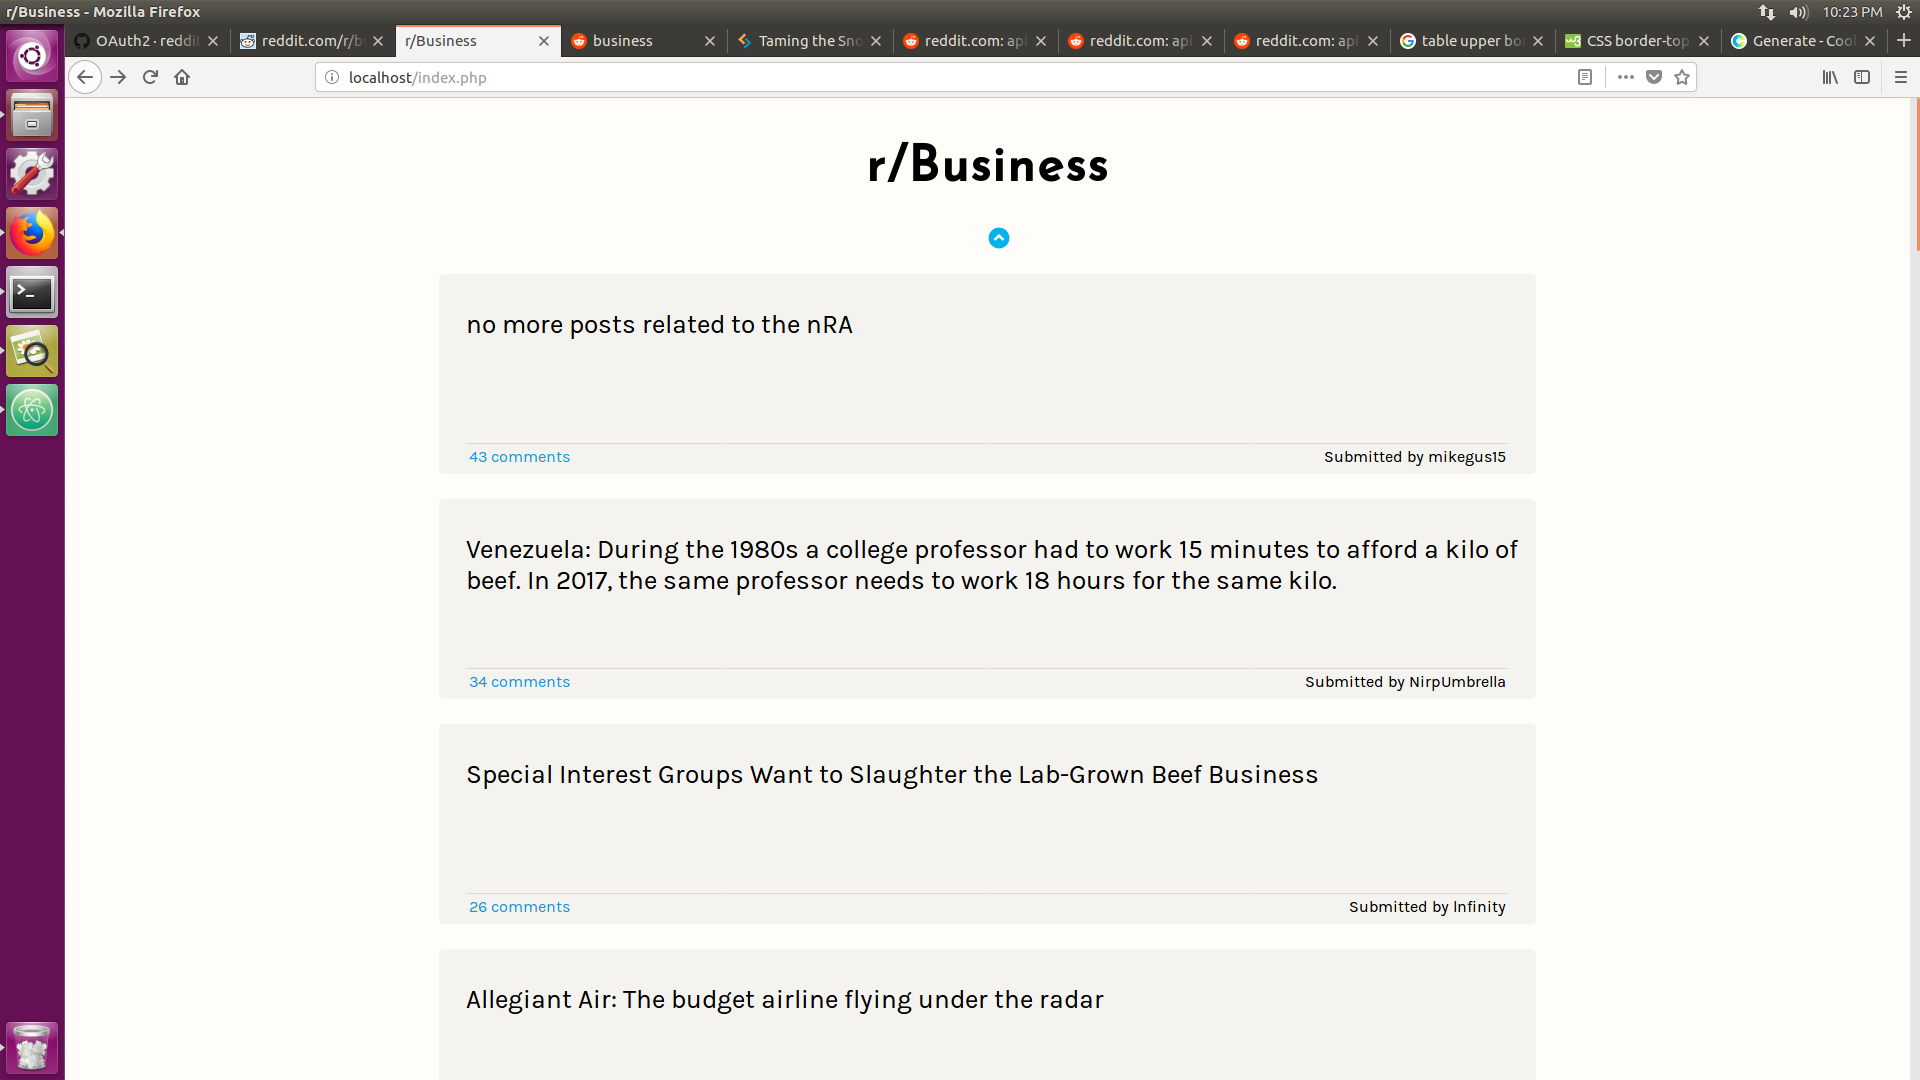 r/Business - Mozilla Firefox
10:23 PM
OAuth2 · reddit
reddit.com/r/b
r/Business
business
Taming the Sno
reddit.com: api
reddit.com: api
reddit.com: api
table upper bo
CSS border-top
Generate - Coo
localhost/index.php
r/Business
no more posts related to the nRA
43 comments
Submitted by mikegus15
Venezuela: During the 1980s a college professor had to work 15 minutes to afford a kilo of
beef. In 2017, the same professor needs to work 18 hours for the same kilo.
34 comments
Submitted by NirpUmbrella
Special Interest Groups Want to Slaughter the Lab-Grown Beef Business
26 comments
Submitted by lnfinity
Allegiant Air: The budget airline flying under the radar